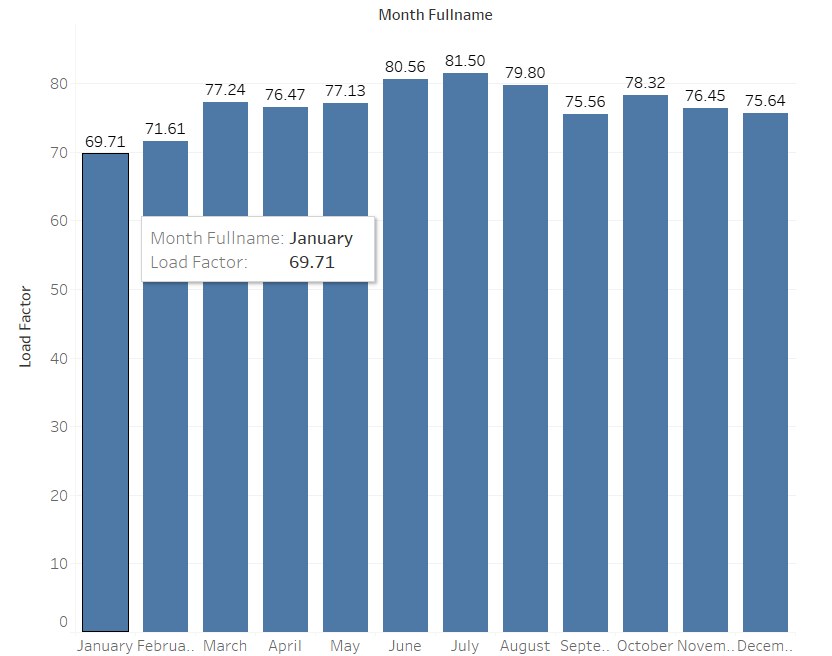 Month Fullname
80.56 81.50 79.80
77.24 76.47 77.13 75.56 78.32 76.45 75.64
69.71 71.61
80
70
60
50
40
30
20
10
0
Load Factor
Month Fullname: January
Load Factor: 69.71
January Februa.. March April May June July August Septe.. October Novem.. Decem..